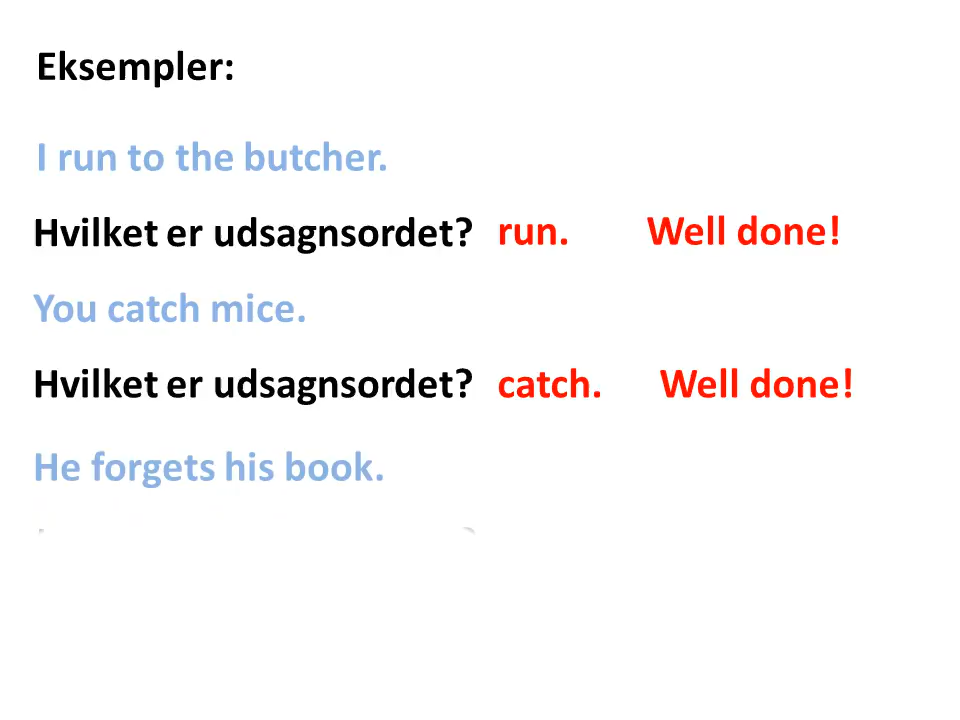 Eksempler:
I run to the butcher.
Hvilket er udsagnsordet? run. Well done!
You catch mice.
Hvilket er udsagnsordet? catch. Well done!
He forgets his book.